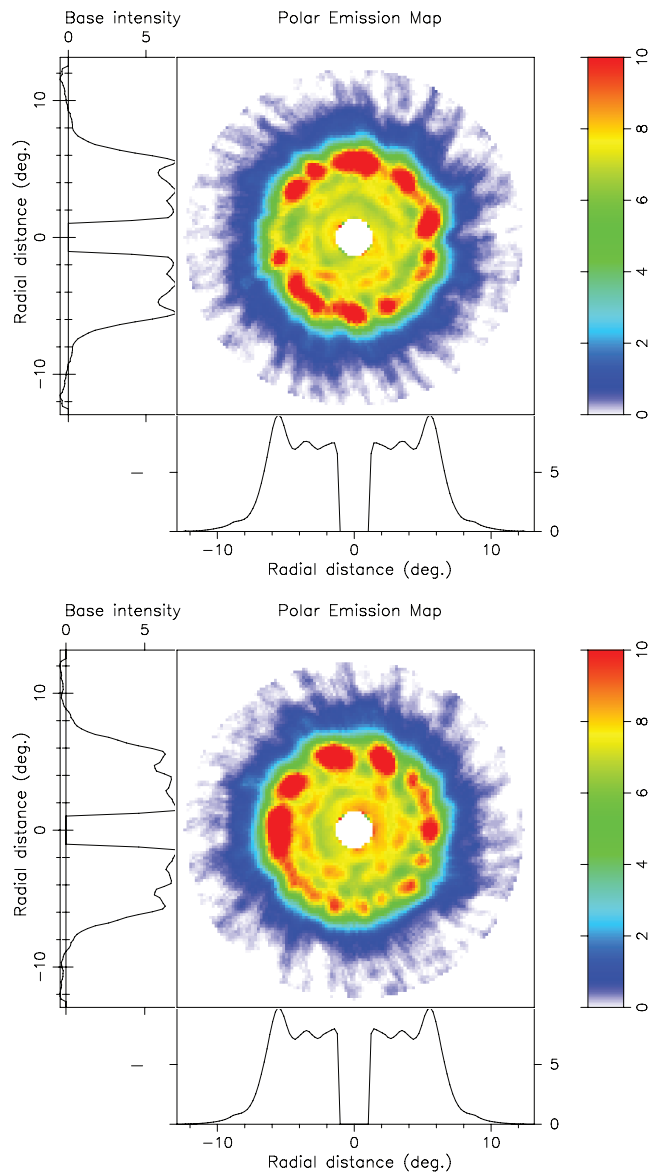 Base intensity
Polar Emission Map
0 5
10
0
−10
Radial distance (deg.)
0 2 4 6 8 10
5
0
−10 0 10
Radial distance (deg.)
Base intensity
Polar Emission Map
0 5
10
0
−10
Radial distance (deg.)
0 2 4 6 8 10
5
0
−10 0 10
Radial distance (deg.)